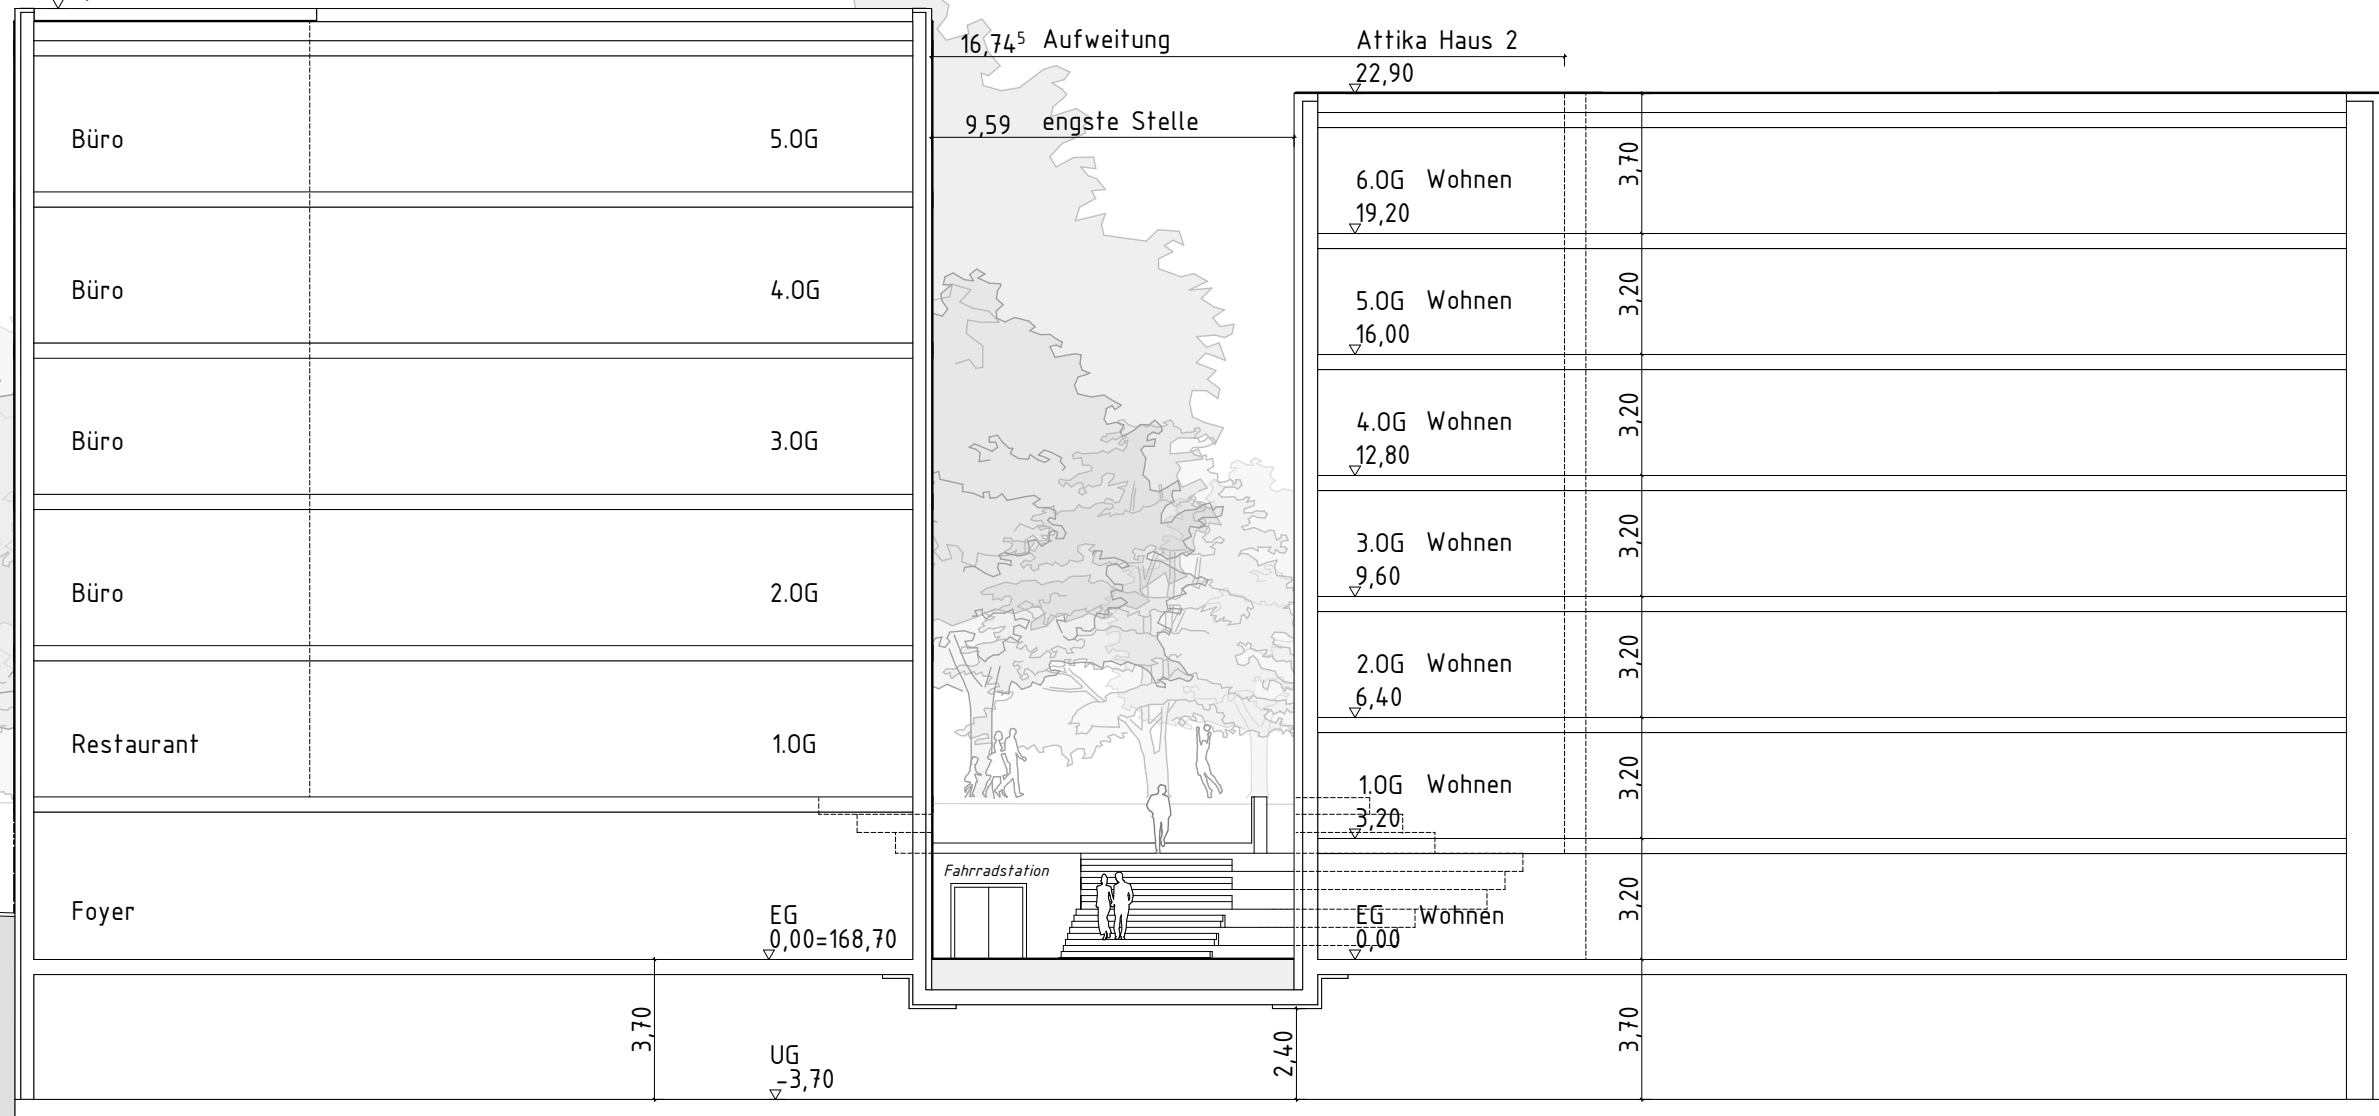 16,74⁵ Aufweitung
Attika Haus 2
22,90
9,59 engste Stelle
Büro 5.OG
Büro 4.OG
Büro 3.OG
Büro 2.OG
Restaurant 1.OG
Foyer
EG
0,00=168,70
3,70
UG
-3,70
Fahrradstation
2,40
6.OG Wohnen
19,20
3,70
5.OG Wohnen
16,00
3,20
4.OG Wohnen
12,80
3,20
3.OG Wohnen
9,60
3,20
2.OG Wohnen
6,40
3,20
1.OG Wohnen
3,20
3,20
EG Wohnen
0,00
3,20
3,70